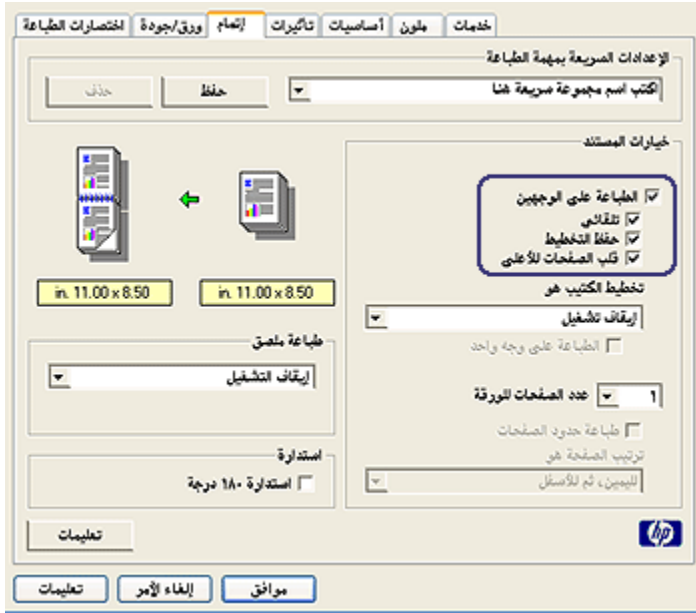 خدمات
ملون
أساسيات
تأثيرات
إتمام
ورق/جودة
اختصارات الطباعة
الإعدادات السريعة بمهمة الطباعة
اكتب اسم مجموعة سريعة هنا
حفظ
حذف
خيارات المستند
الطباعة على الوجهين
تلقائي
حفظ التخطيط
قلب الصفحات للأعلى
تخطيط الكتيب هو
إيقاف تشغيل
الطباعة على وجه واحد
1 عدد الصفحات للورقة
طباعة حدود الصفحات
ترتيب الصفحة هو
لليمين، ثم للأسفل
in. 11.00 x 8.50
in. 11.00 x 8.50
طباعة ملصق
إيقاف التشغيل
استدارة
استدارة ١٨٠ درجة
تعليمات
hp
موافق
إلغاء الأمر
تعليمات